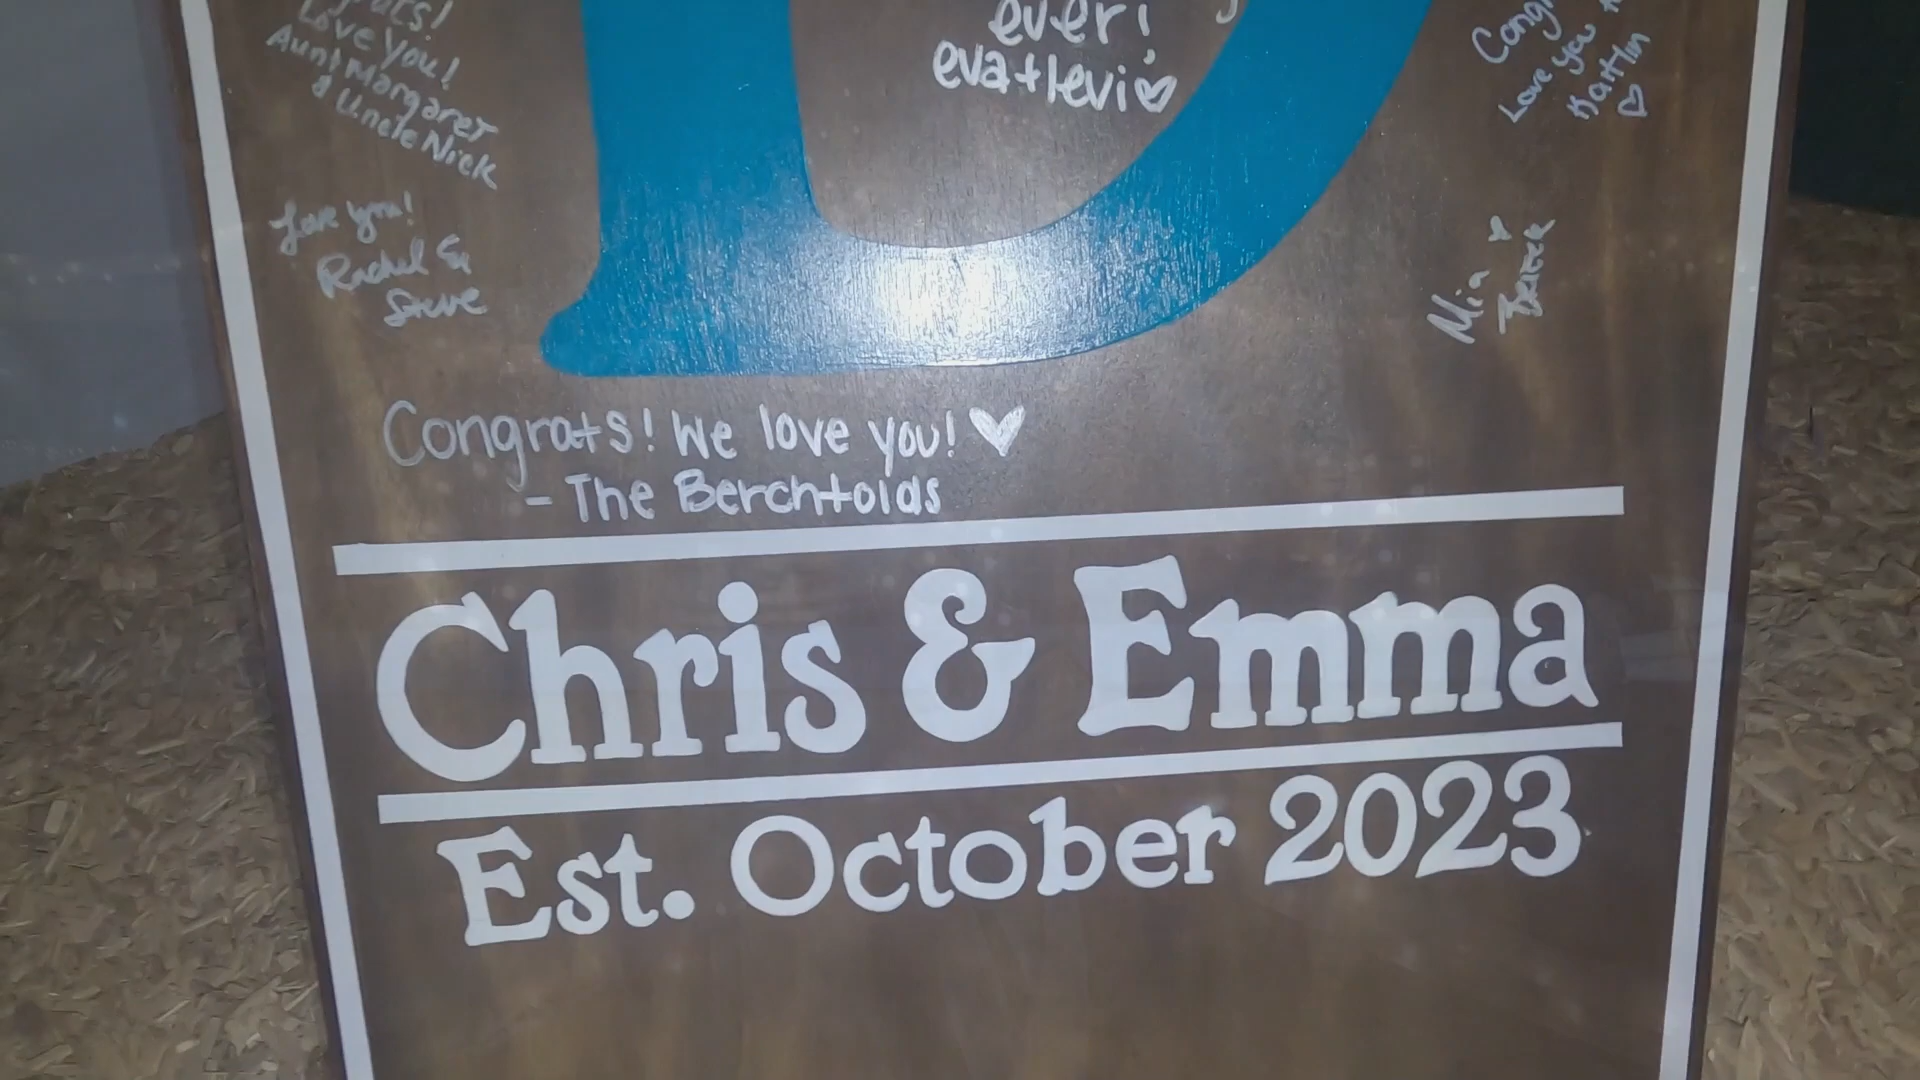 Love you!
Aunt Margaret
& Uncle Nick
ever!
eva + levi
Love you
Kaitlin
Love you!
Rachel &
Steve
Mia
D
Congrats! We love you!
- The Berchtolds
Chris & Emma
Est. October 2023